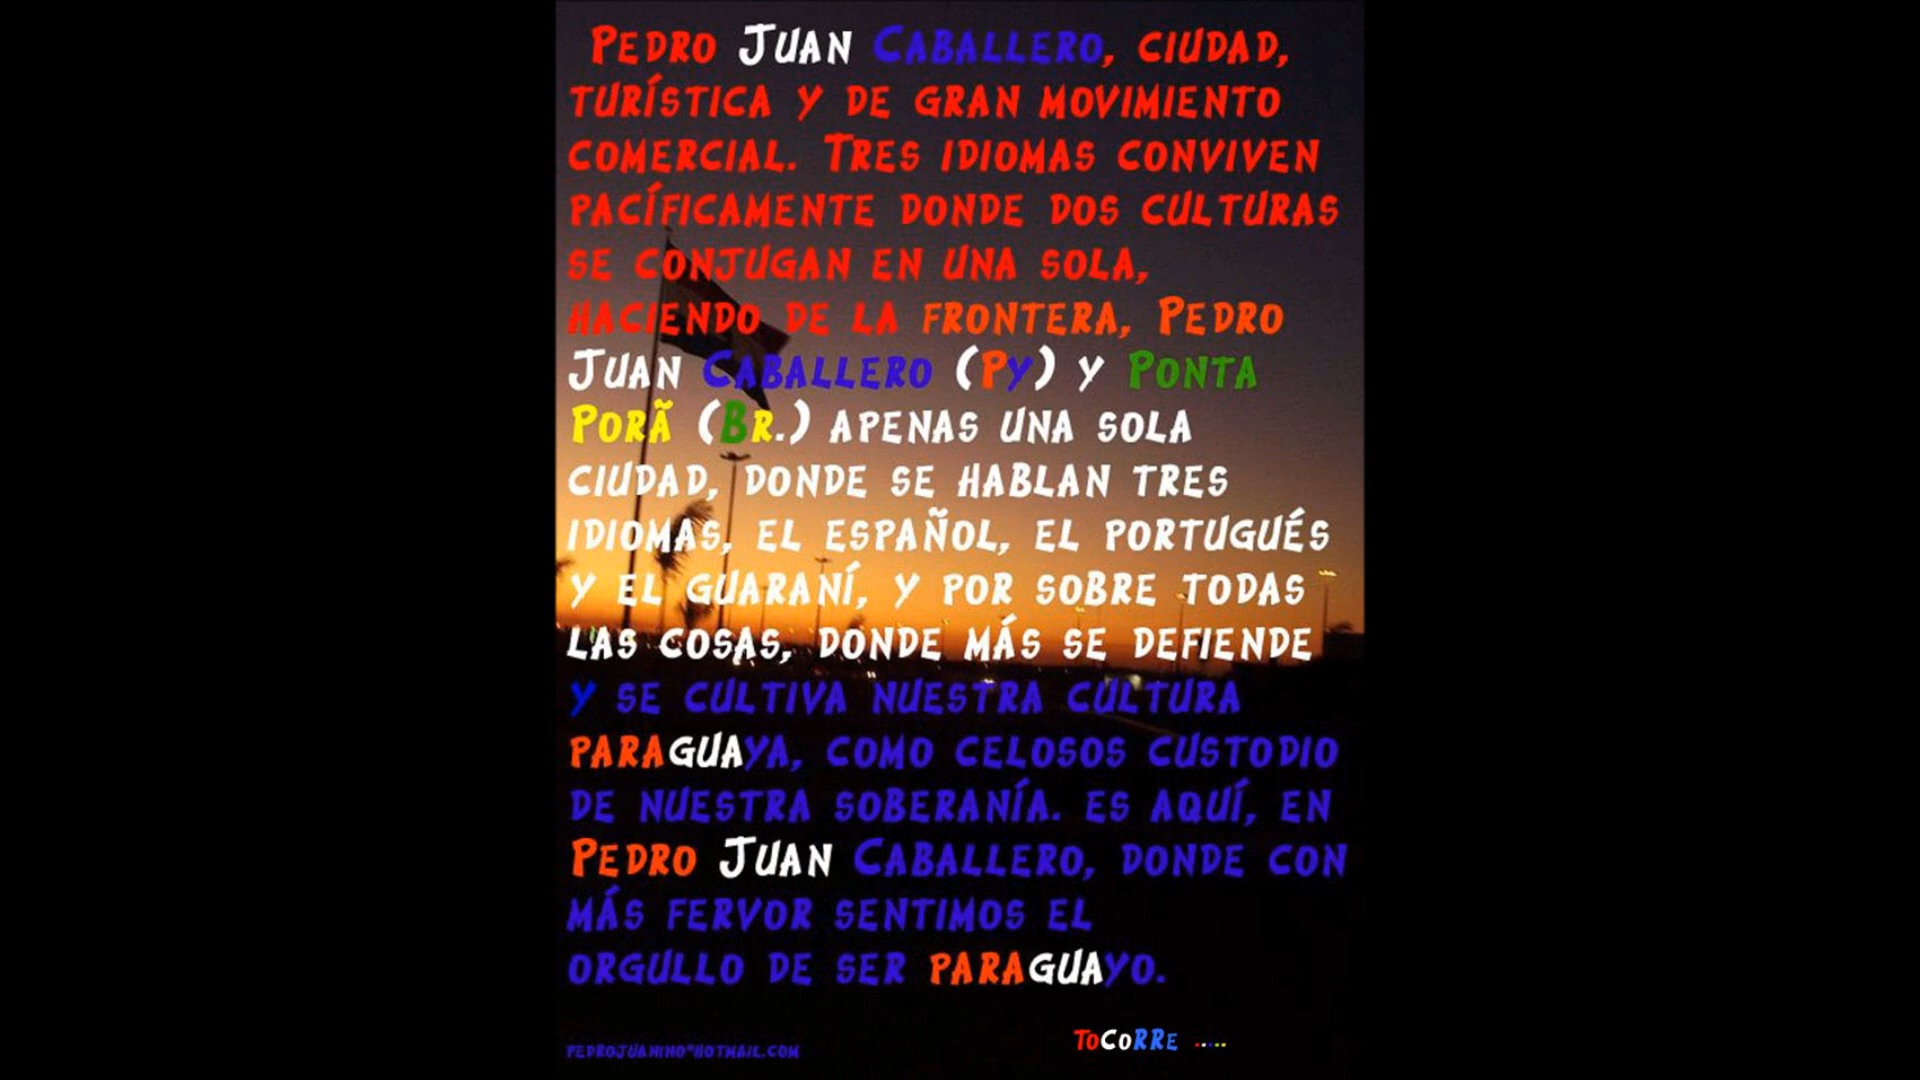 Pedro Juan Caballero, ciudad,
turística y de gran movimiento
comercial. Tres idiomas conviven
pacíficamente donde dos culturas
se conjugan en una sola,
haciendo de la frontera, Pedro
Juan Caballero (Py) y Ponta
Porã (Br.) apenas una sola
ciudad, donde se hablan tres
idiomas, el español, el portugués
y el guaraní, y por sobre todas
las cosas, donde más se defiende
y se cultiva nuestra cultura
paraguaya, como celosos custodio
de nuestra soberanía. es aquí, en
Pedro Juan Caballero, donde con
más fervor sentimos el
orgullo de ser paraguayo.
ToCoRRe .....